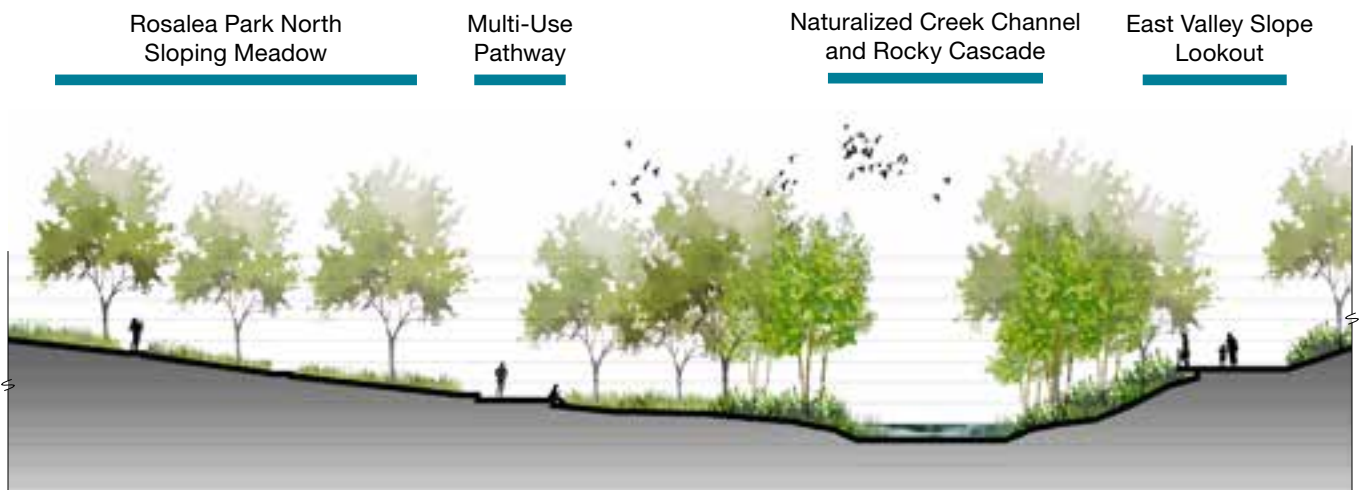 Rosalea Park North
Sloping Meadow
Multi-Use
Pathway
Naturalized Creek Channel
and Rocky Cascade
East Valley Slope
Lookout